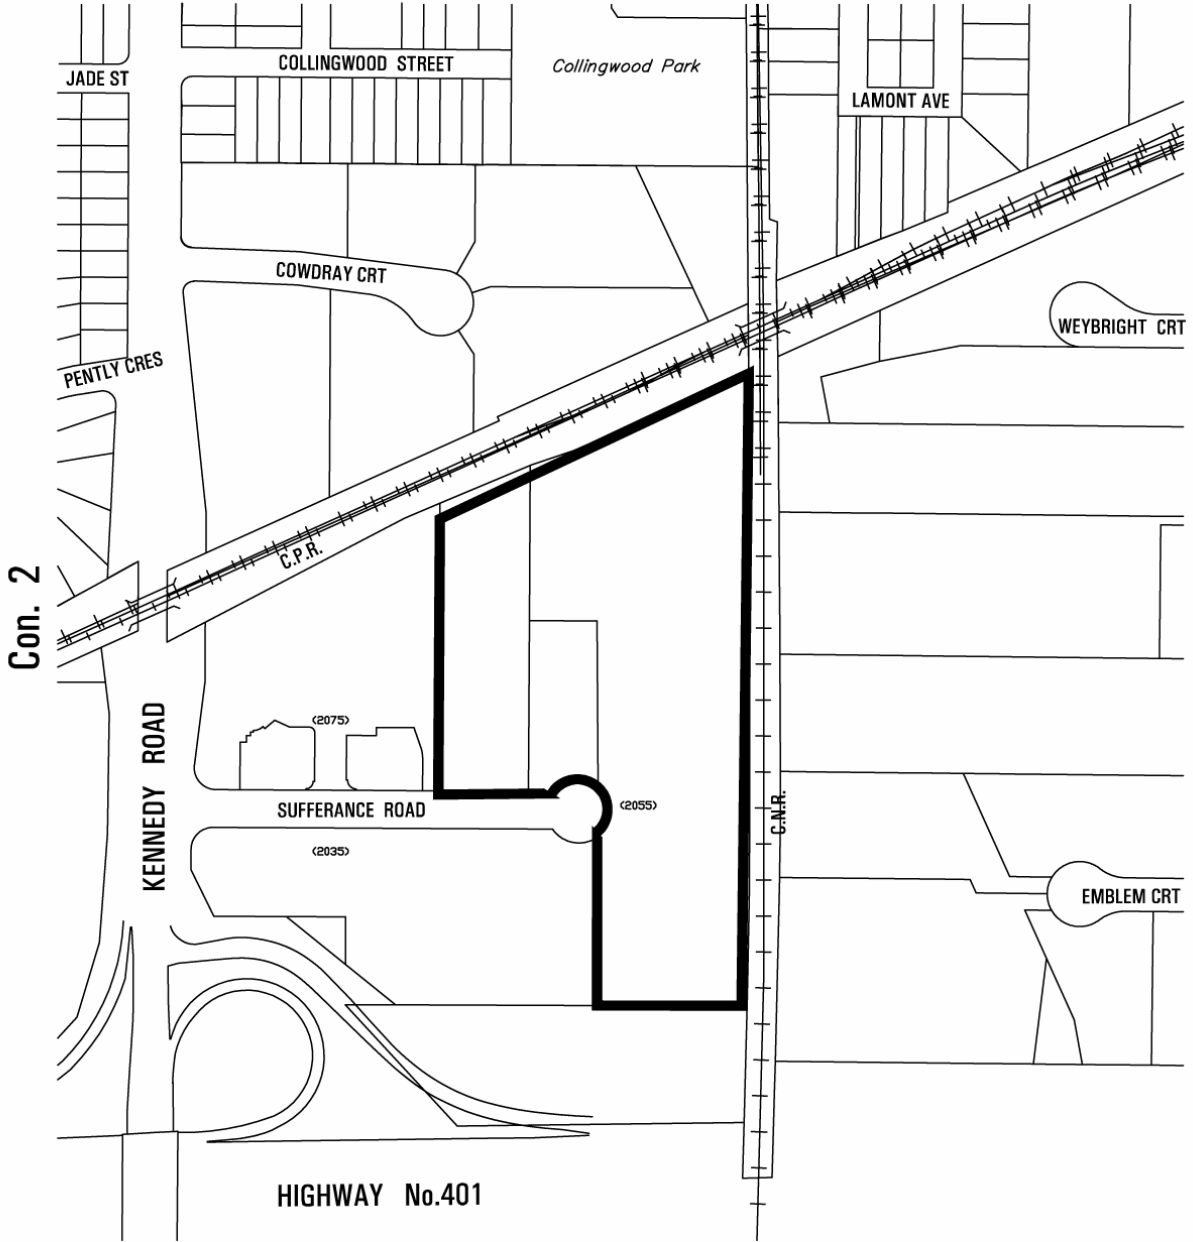 COLLINGWOOD STREET
Collingwood Park
JADE ST
LAMONT AVE
COWDRAY CRT
WEYBRIGHT CRT
PENTLY CRES
C.P.R.
Con. 2
KENNEDY ROAD
(2075)
SUFFERANCE ROAD
(2055)
C.N.R.
(2035)
EMBLEM CRT
HIGHWAY No.401